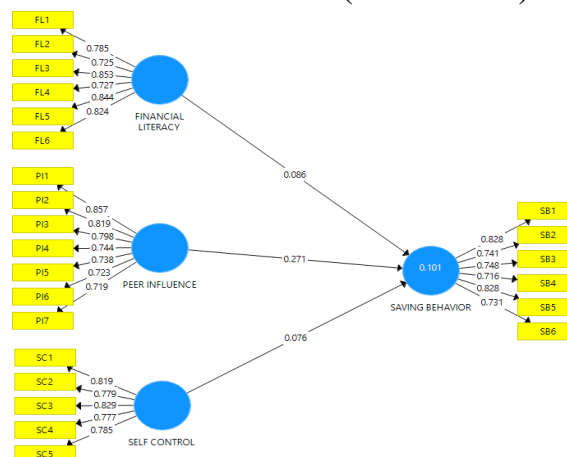 FL1
FL2
FL3
FL4
FL5
FL6
0.785
0.725
0.853
0.727
0.844
0.824
FINANCIAL
LITERACY
0.086
PI1
PI2
PI3
PI4
PI5
PI6
PI7
0.857
0.819
0.798
0.744
0.738
0.723
0.719
PEER INFLUENCE
0.271
SC1
SC2
SC3
SC4
SC5
0.819
0.779
0.829
0.777
0.785
SELF CONTROL
0.076
0.101
SAVING BEHAVIOR
0.828
0.741
0.748
0.716
0.828
0.731
SB1
SB2
SB3
SB4
SB5
SB6